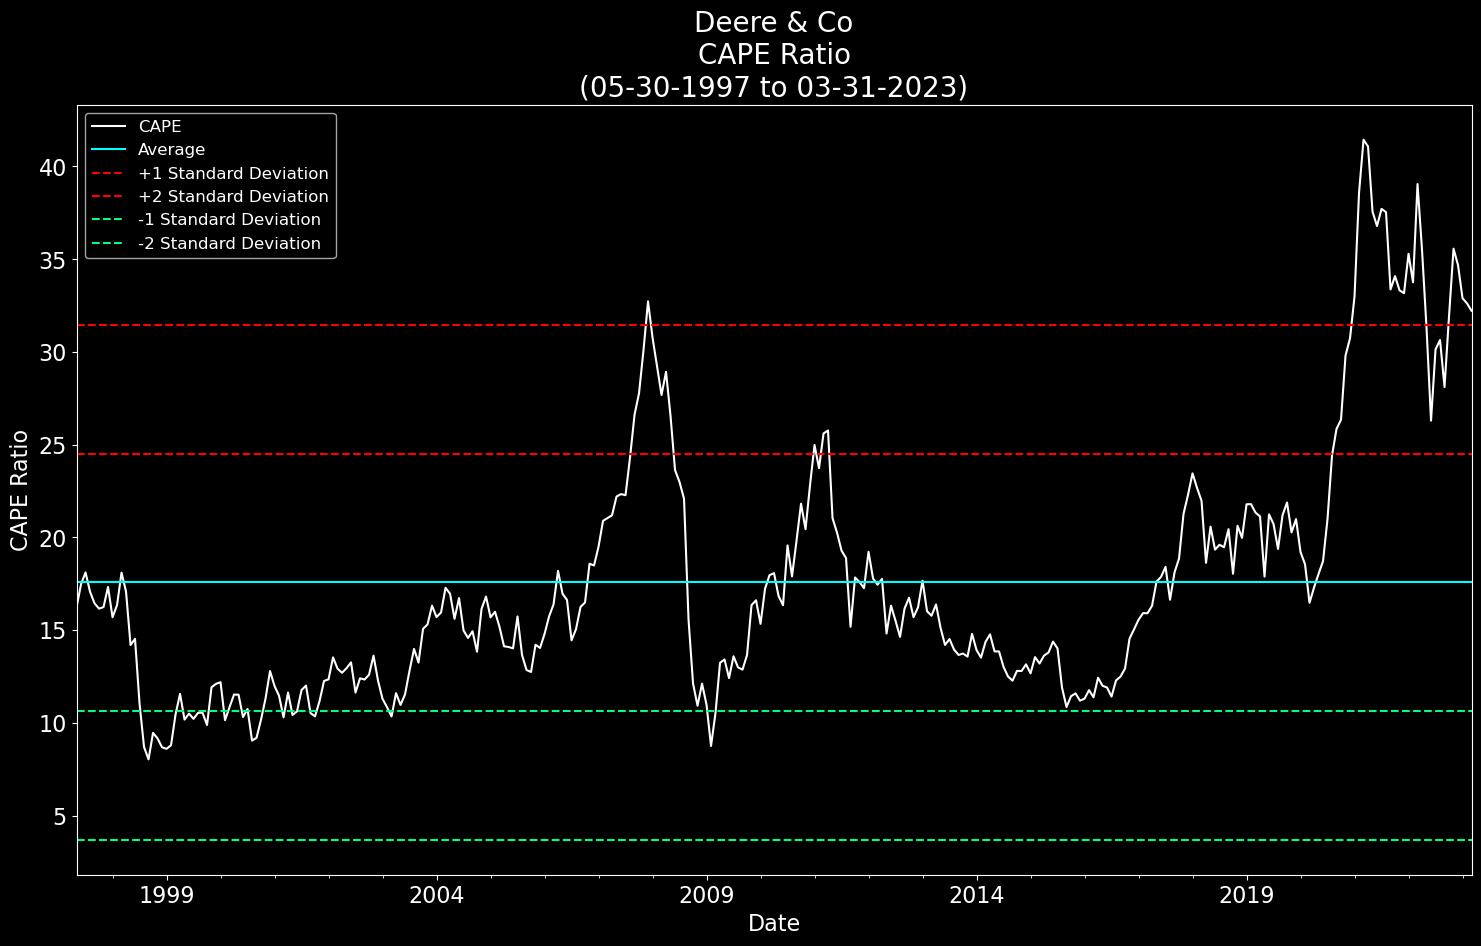 Deere & Co
CAPE Ratio
(05-30-1997 to 03-31-2023)
CAPE
Average
+1 Standard Deviation
+2 Standard Deviation
-1 Standard Deviation
-2 Standard Deviation
40
35
30
25
20
15
10
5
CAPE Ratio
1999
2004
2009
2014
2019
Date